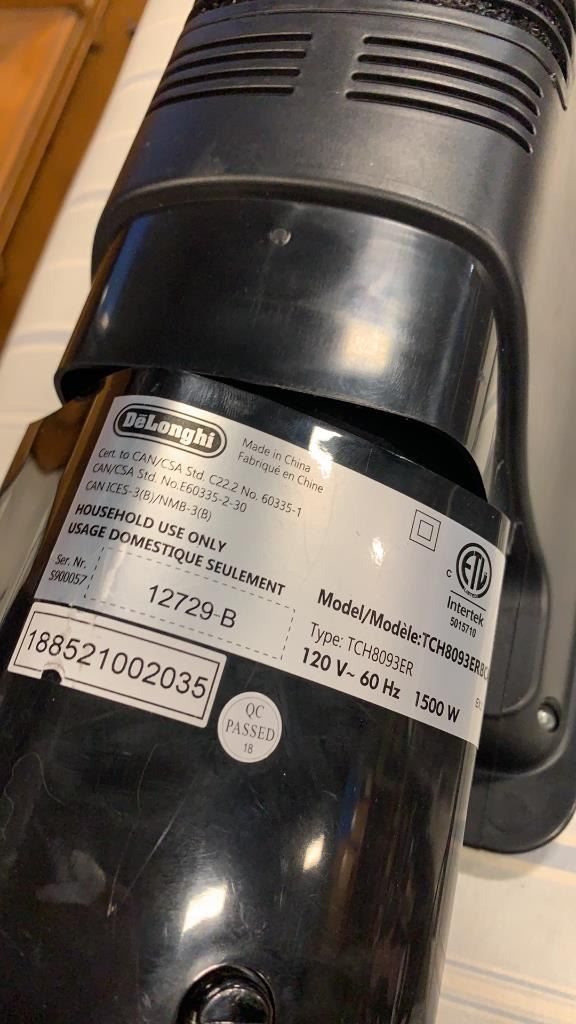 DeLonghi
Made in China
Fabriqué en Chine
Cert. to CAN/CSA Std. C22.2 No. 60335-1
CAN/CSA Std. No.E60335-2-30
CAN ICES-3(B)/NMB-3(B)
HOUSEHOLD USE ONLY
USAGE DOMESTIQUE SEULEMENT
Ser. Nr.
S900057
12729-B
C
ETL
Intertek
5015710
Model/Modèle:TCH8093ERBC
Type: TCH8093ER
120 V~ 60 Hz 1500 W
188521002035
QC
PASSED
18